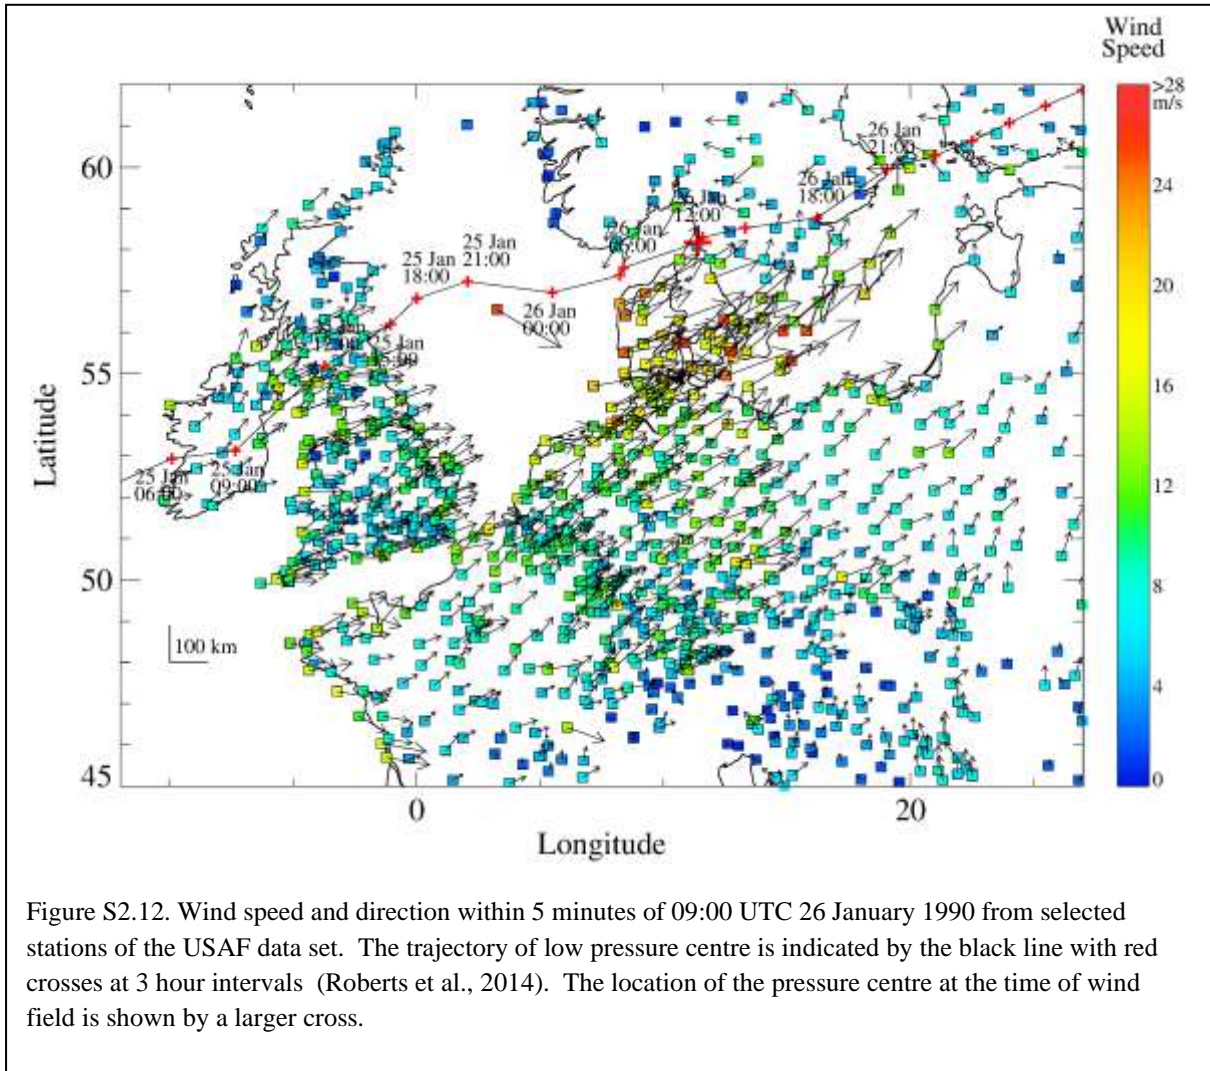 Wind
Speed
>28
m/s
24
20
16
12
8
4
0
60
55
50
45
Latitude
0
20
Longitude
100 km
25 Jan
06:00
25 Jan
09:00
25 Jan
15:00
25 Jan
18:00
25 Jan
21:00
26 Jan
00:00
26 Jan
06:00
12:00
26 Jan
18:00
26 Jan
21:00
Figure S2.12. Wind speed and direction within 5 minutes of 09:00 UTC 26 January 1990 from selected
stations of the USAF data set. The trajectory of low pressure centre is indicated by the black line with red
crosses at 3 hour intervals (Roberts et al., 2014). The location of the pressure centre at the time of wind
field is shown by a larger cross.